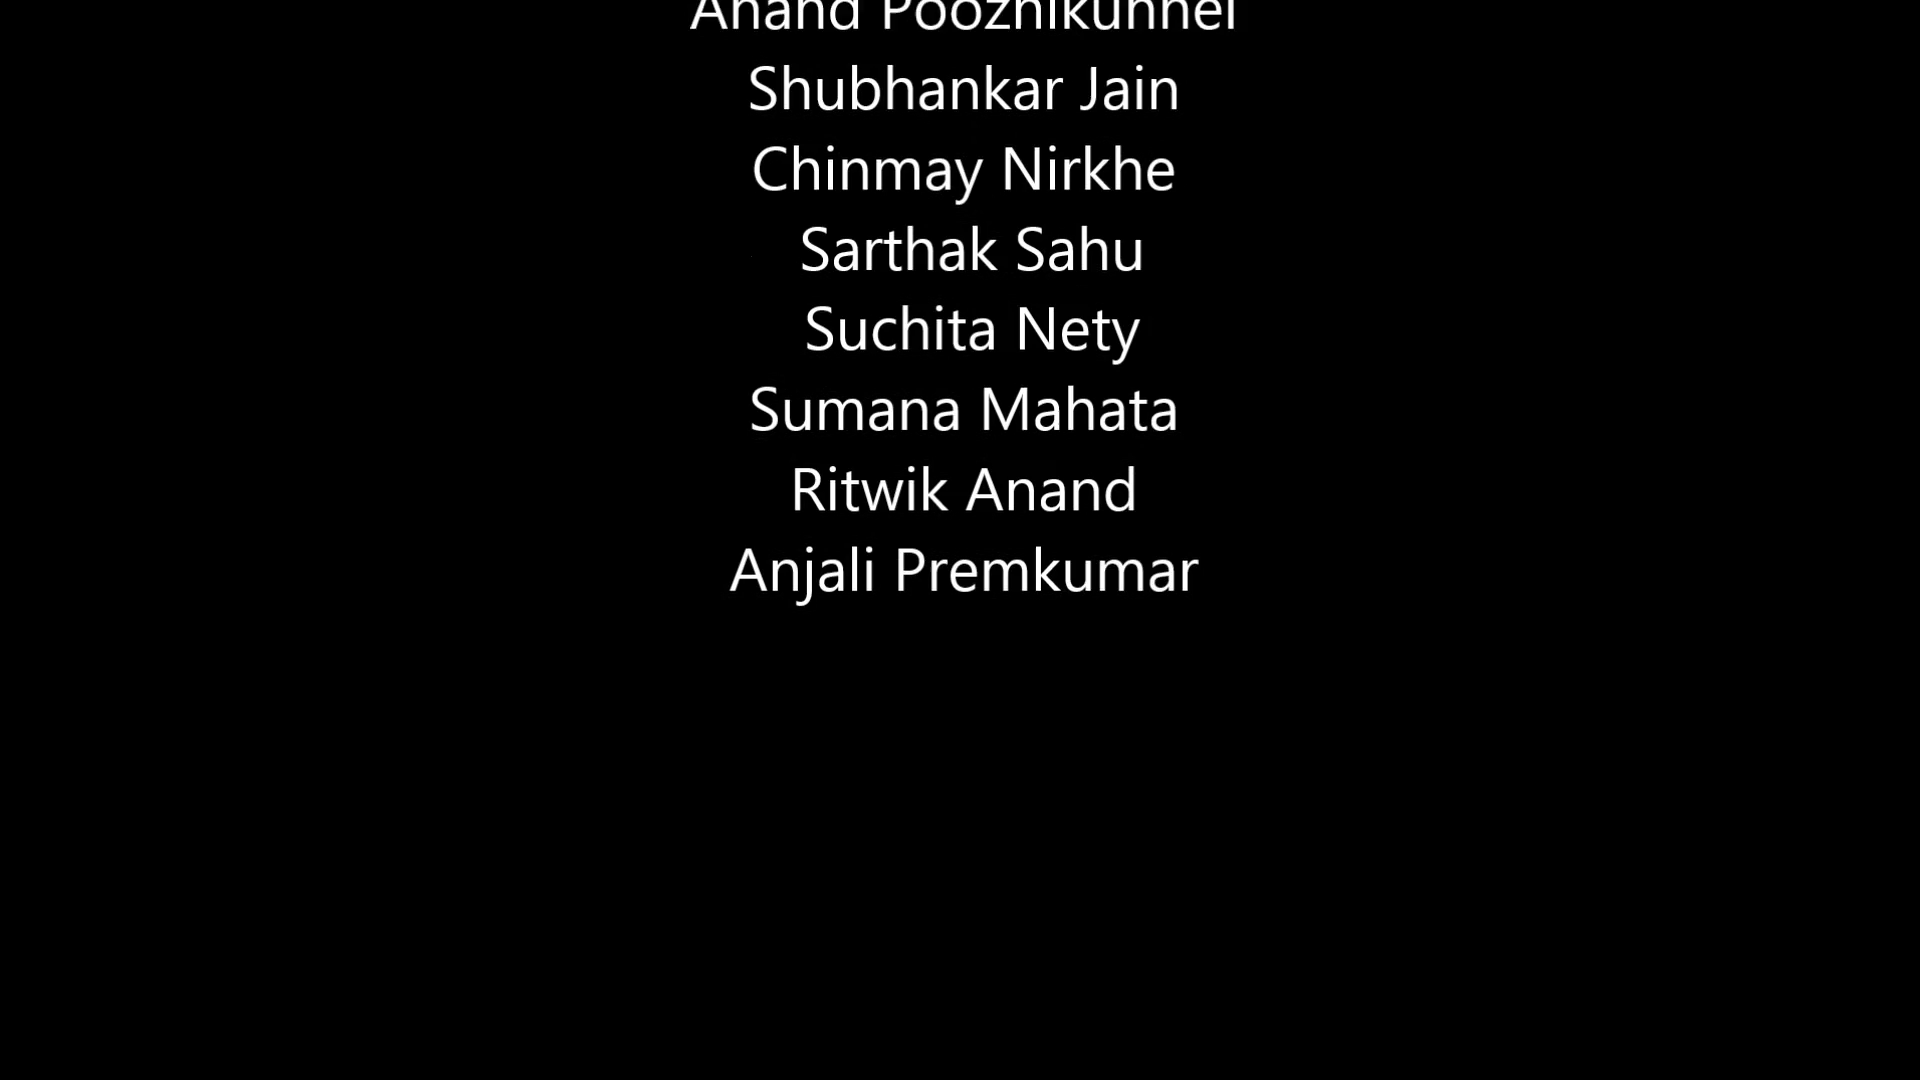 Anand Poozhikunnel
Shubhankar Jain
Chinmay Nirkhe
Sarthak Sahu
Suchita Nety
Sumana Mahata
Ritwik Anand
Anjali Premkumar